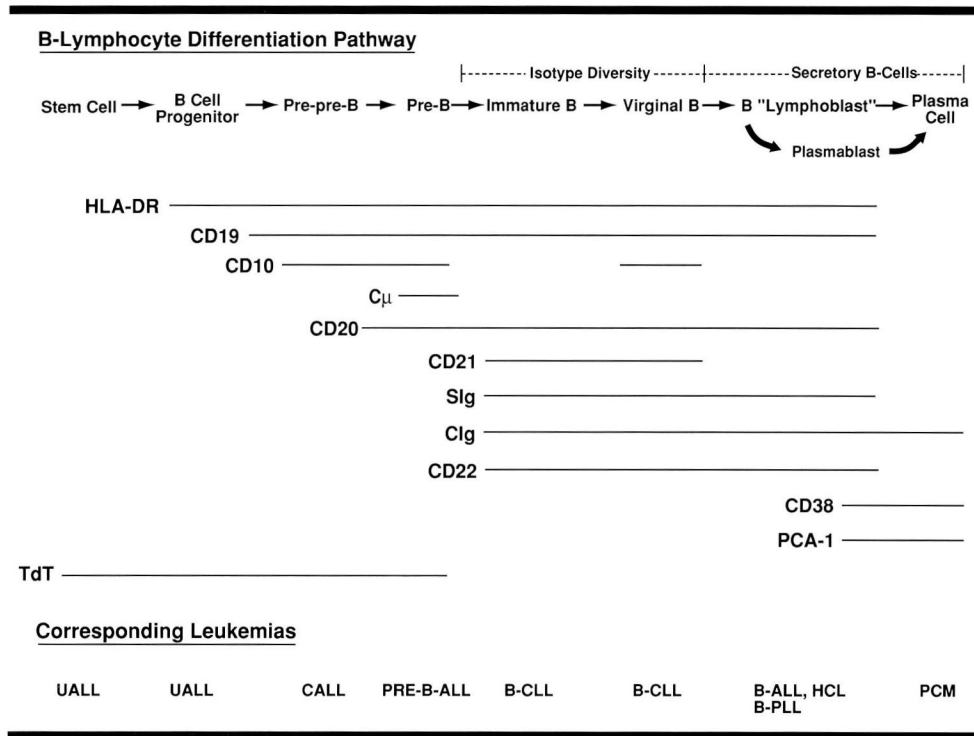 B-Lymphocyte Differentiation Pathway
Isotype Diversity
Secretory B-Cells
Stem Cell
B Cell
Progenitor
Pre-pre-B
Pre-B
Immature B
Virginal B
B "Lymphoblast"
Plasma
Cell
Plasmablast
HLA-DR
CD19
CD10
Cμ
CD20
CD21
SIg
CIg
CD22
CD38
PCA-1
TdT
Corresponding Leukemias
UALL
UALL
CALL
PRE-B-ALL
B-CLL
B-CLL
B-ALL, HCL
B-PLL
PCM